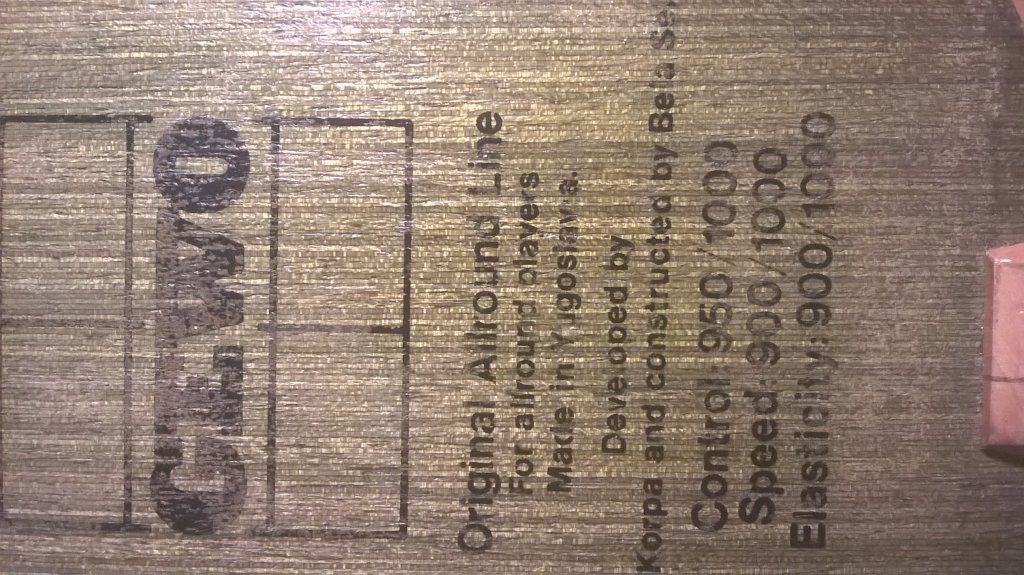 GEWO
Original Allround Line
For allround players
Made in Yugoslavia.
Developed by
Korpa and constructed by Bela
Control: 950/1000
Speed: 900/1000
Elasticity: 900/1000